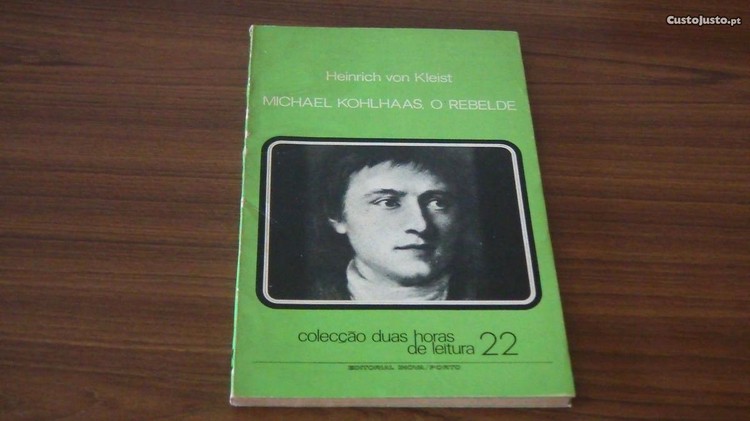 CustoJusto.pt
Heinrich von Kleist
MICHAEL KOHLHAAS, O REBELDE
colecção duas horas
de leitura 22
EDITORIAL INOVA/PORTO